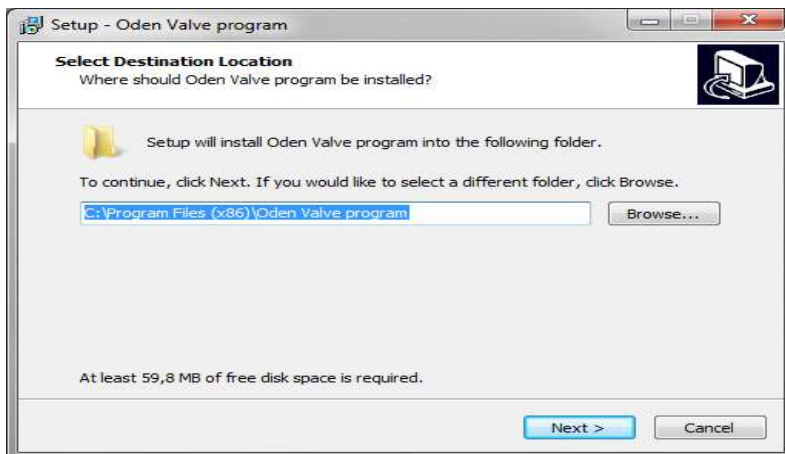 Setup - Oden Valve program
Select Destination Location
Where should Oden Valve program be installed?
Setup will install Oden Valve program into the following folder.
To continue, click Next. If you would like to select a different folder, click Browse.
C:\Program Files (x86)\Oden Valve program
Browse...
At least 59,8 MB of free disk space is required.
Next >
Cancel